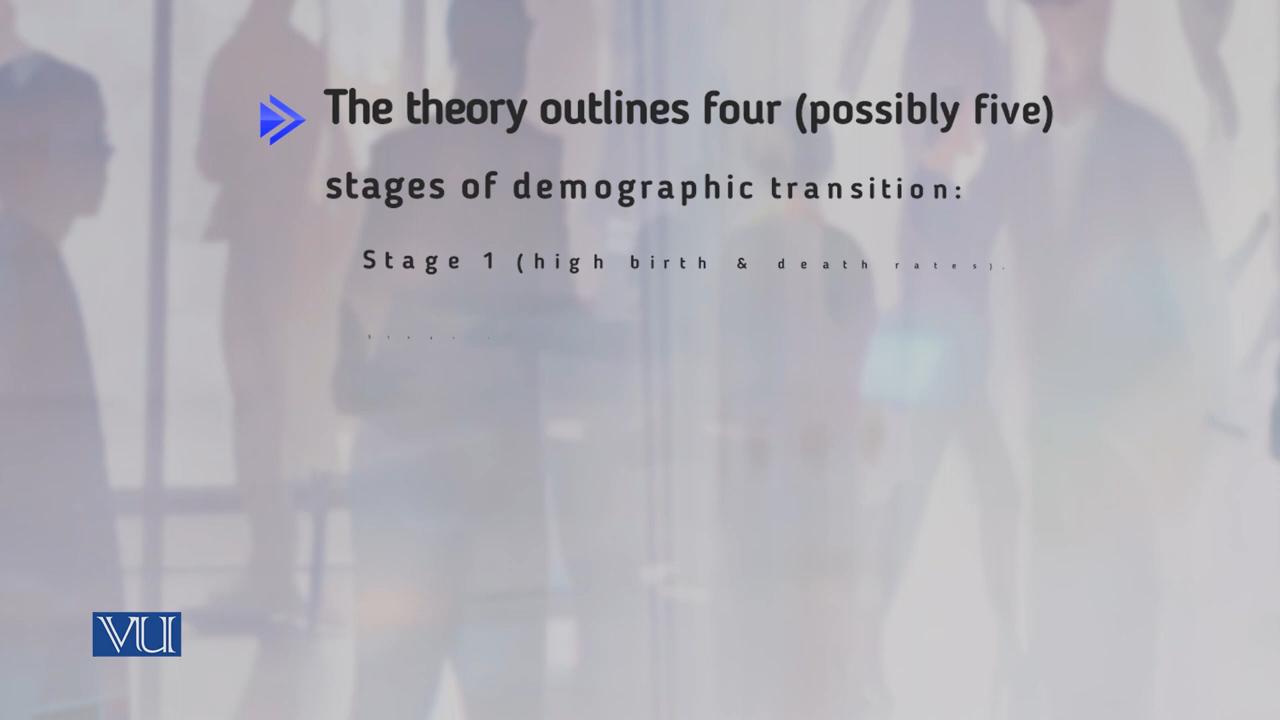 The theory outlines four (possibly five)
stages of demographic transition:
Stage 1 (high birth & death rates).
VU